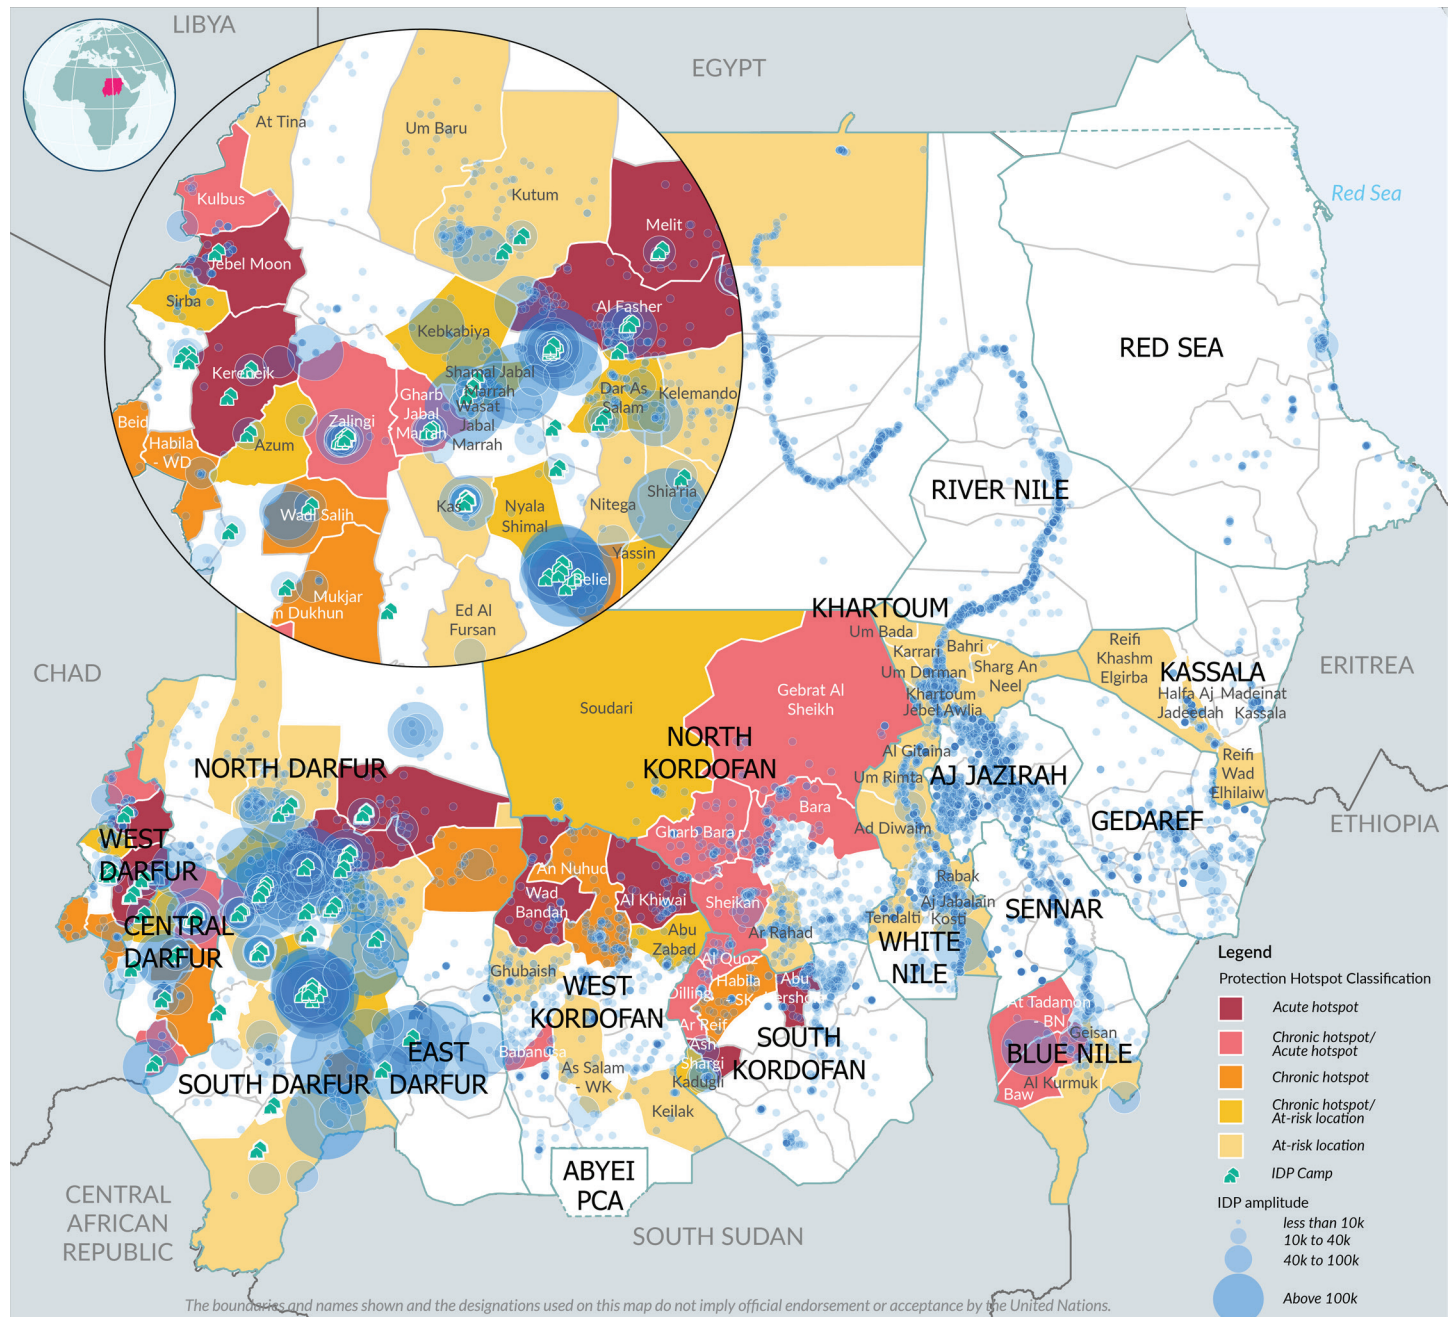 LIBYA
EGYPT
Red Sea
At Tina
Um Baru
Kutum
Kulbus
Melit
Jebel Moon
Sirba
Al Fasher
Kebkabiya
Kereneik
Shamal Jabal
Marrah
Wasat
Jabal
Marrah
Gharb
Jabal
Marrah
Dar As
Salam
Kelemando
Beid
Habila
- WD
Azum
Zalingi
Kas
Nyala
Shimal
Nitega
Shia'ria
Wadi Salih
Yassin
Beliel
Mukjar
m Dukhun
Ed Al
Fursan
RED SEA
RIVER NILE
KHARTOUM
Um Bada
Karrari
Bahri
Um Durman
Sharg An
Neel
Khartoum
Jebel Awlia
Reifi
Khashm
Elgirba
KASSALA
Halfa Aj
Jadeedah
Madeinat
Kassala
ERITREA
CHAD
Soudari
Gebrat Al
Sheikh
NORTH
KORDOFAN
Al Gitaina
Um Rimta
AJ JAZIRAH
Reifi
Wad
Elhilaiw
NORTH DARFUR
Bara
Gharb Bara
Ad Diwaim
GEDAREF
ETHIOPIA
WEST
DARFUR
An Nuhud
Wad
Bandah
Al Khiwai
Sheikan
Rabak
Aj Jabalain
Kosti
Tendalti
SENNAR
CENTRAL
DARFUR
Abu
Zabad
Ar Rahad
WHITE
NILE
Ghubaish
Al Quoz
Habila
- SK
Abu
Kershola
Dilling
WEST
KORDOFAN
Ar Reif
Ash
Shargi
Kadugli
SOUTH
KORDOFAN
At Tadamon
- BN
Geisan
BLUE NILE
Al Kurmuk
Baw
Babanusa
As Salam
- WK
Keilak
EAST
DARFUR
SOUTH DARFUR
ABYEI
PCA
CENTRAL
AFRICAN
REPUBLIC
SOUTH SUDAN
Legend
Protection Hotspot Classification
Acute hotspot
Chronic hotspot/
Acute hotspot
Chronic hotspot
Chronic hotspot/
At-risk location
At-risk location
IDP Camp
IDP amplitude
less than 10k
10k to 40k
40k to 100k
Above 100k
The boundaries and names shown and the designations used on this map do not imply official endorsement or acceptance by the United Nations.